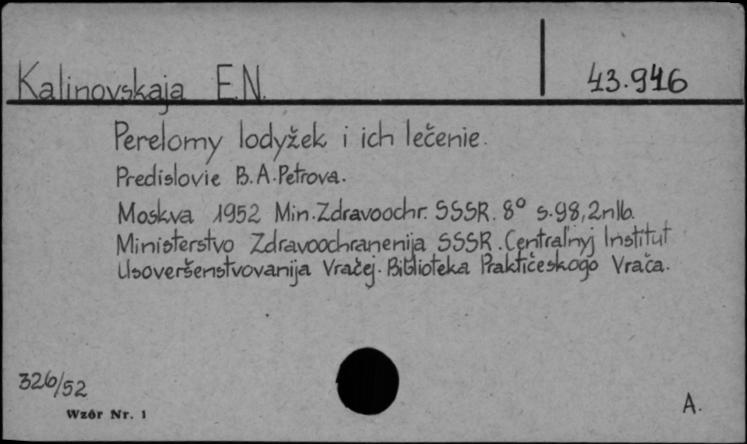 Kalinovskaja E.N. 43.946
Perelomy lodyžek i ich lečenie.
Predislovie B.A.Petrova.
Moskva 1952 Min.Zdravoochr. SSSR. 8° s.98, 2nlb.
Ministerstvo Zdravoochranenija SSSR. Centralnyj Institut
Usoveršenstvovanija Vračej. Biblioteka Praktičeskogo Vrača.
326/52
Wzór Nr. 1
A.